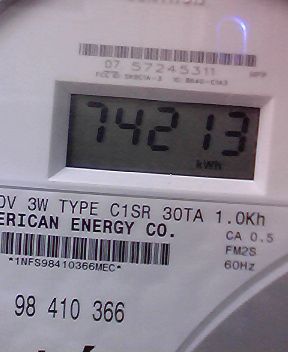 07 57245311
74213
kWh
0V 3W TYPE C1SR 30TA 1.0Kh
ERICAN ENERGY CO.
CA 0.5
FM2S
60Hz
*1NFS98410366MEC*
98 410 366